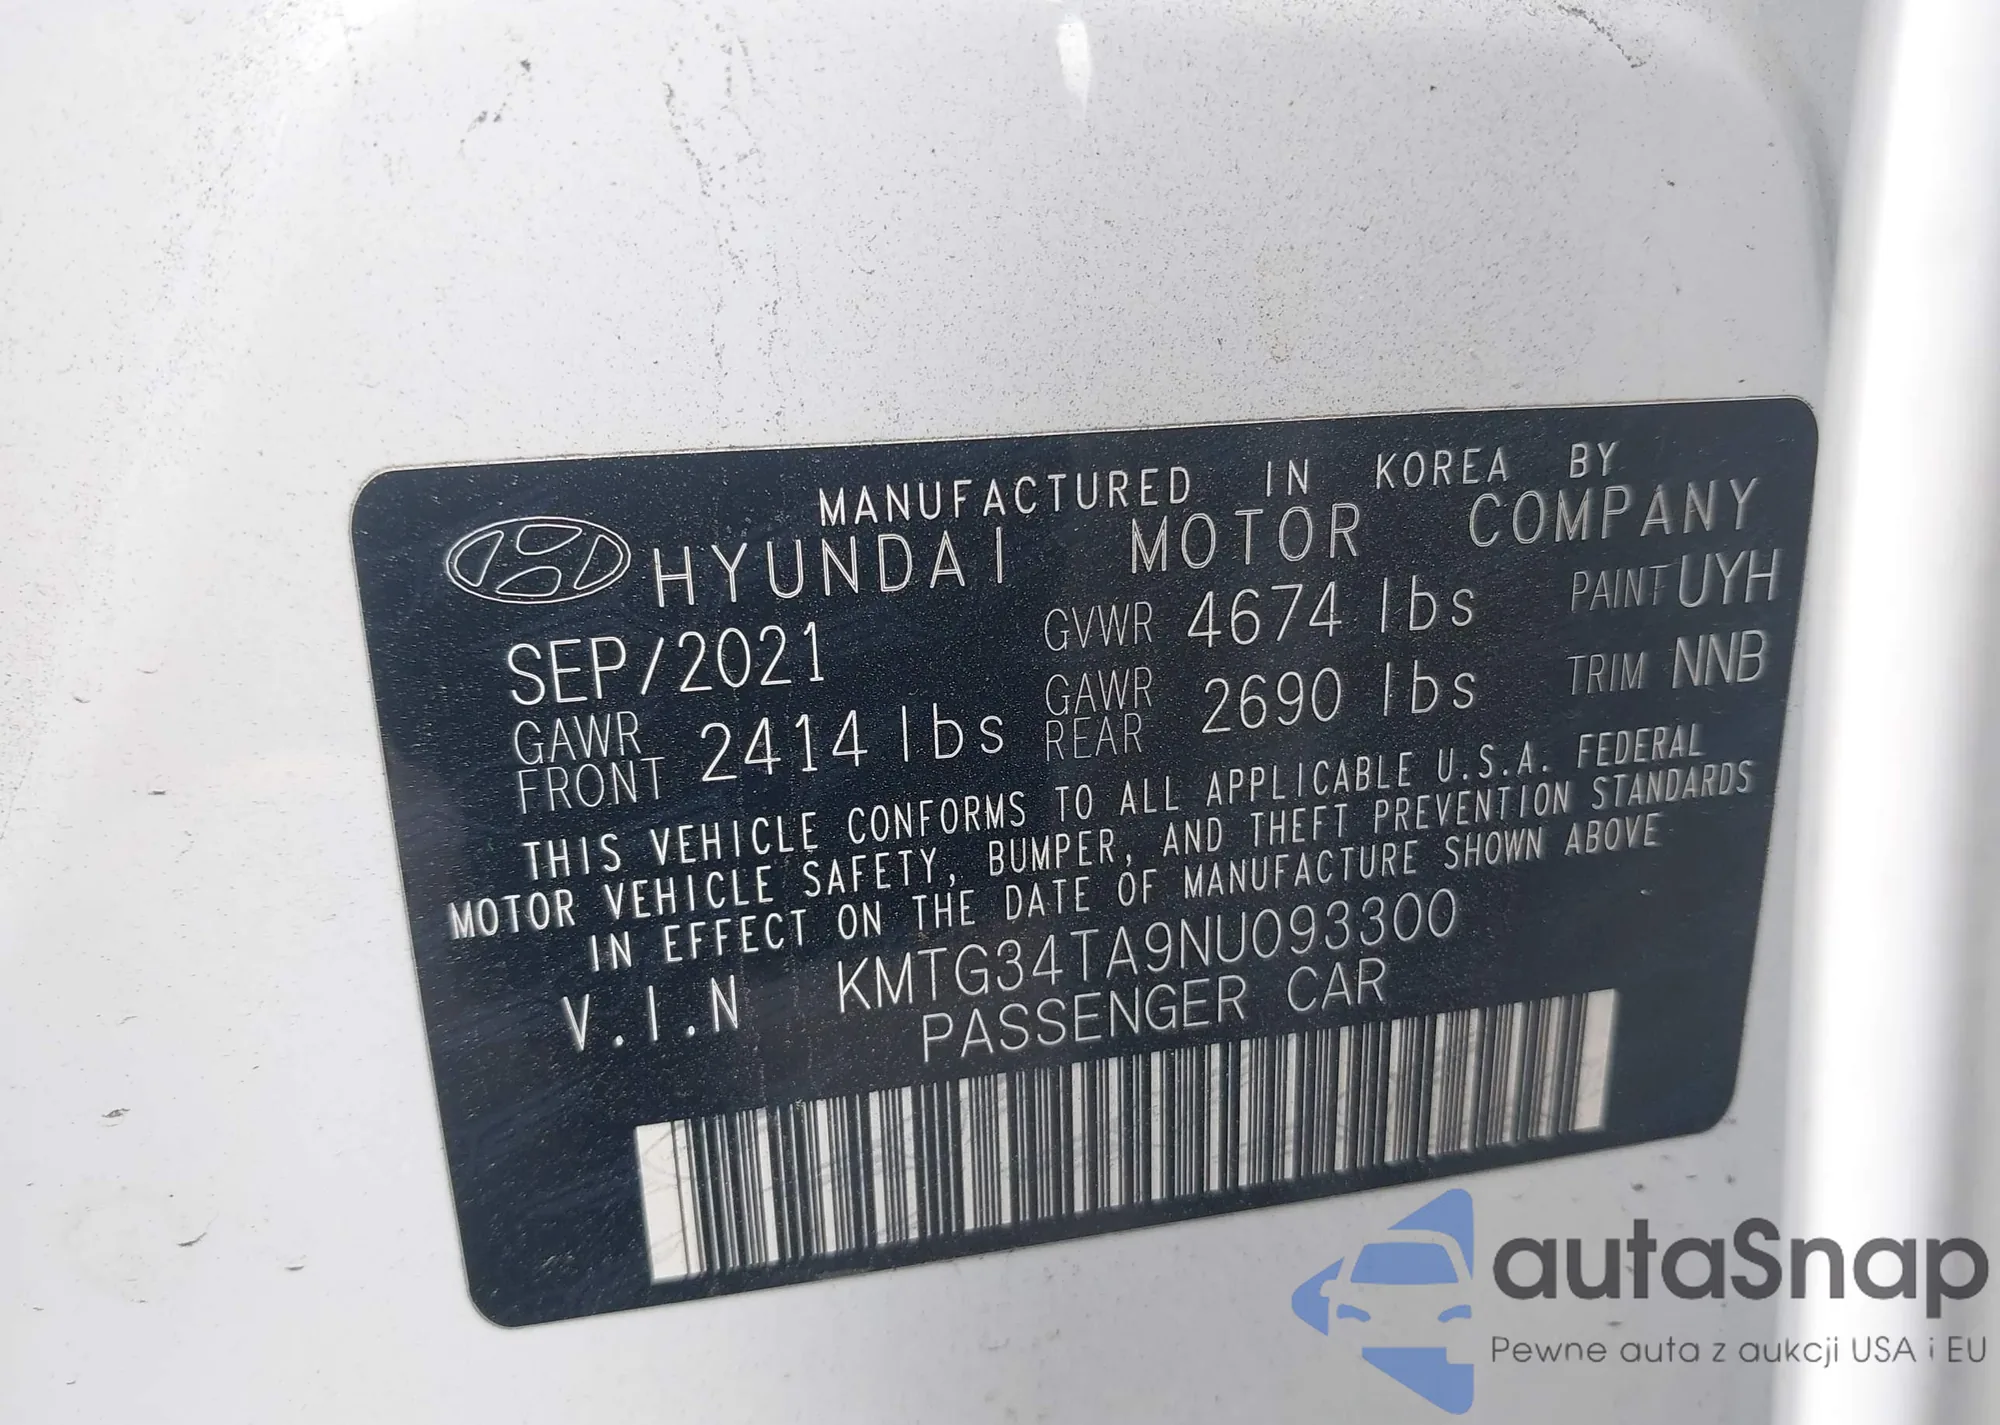 MANUFACTURED IN KOREA BY
HYUNDAI MOTOR COMPANY
SEP/2021 GVWR 4674 lbs PAINT UYH
GAWR FRONT 2414 lbs GAWR REAR 2690 lbs TRIM NNB
THIS VEHICLE CONFORMS TO ALL APPLICABLE U.S.A. FEDERAL
MOTOR VEHICLE SAFETY, BUMPER, AND THEFT PREVENTION STANDARDS
IN EFFECT ON THE DATE OF MANUFACTURE SHOWN ABOVE
V.I.N KMTG34TA9NU093300
PASSENGER CAR
autaSnap
Pewne auta z aukcji USA i EU